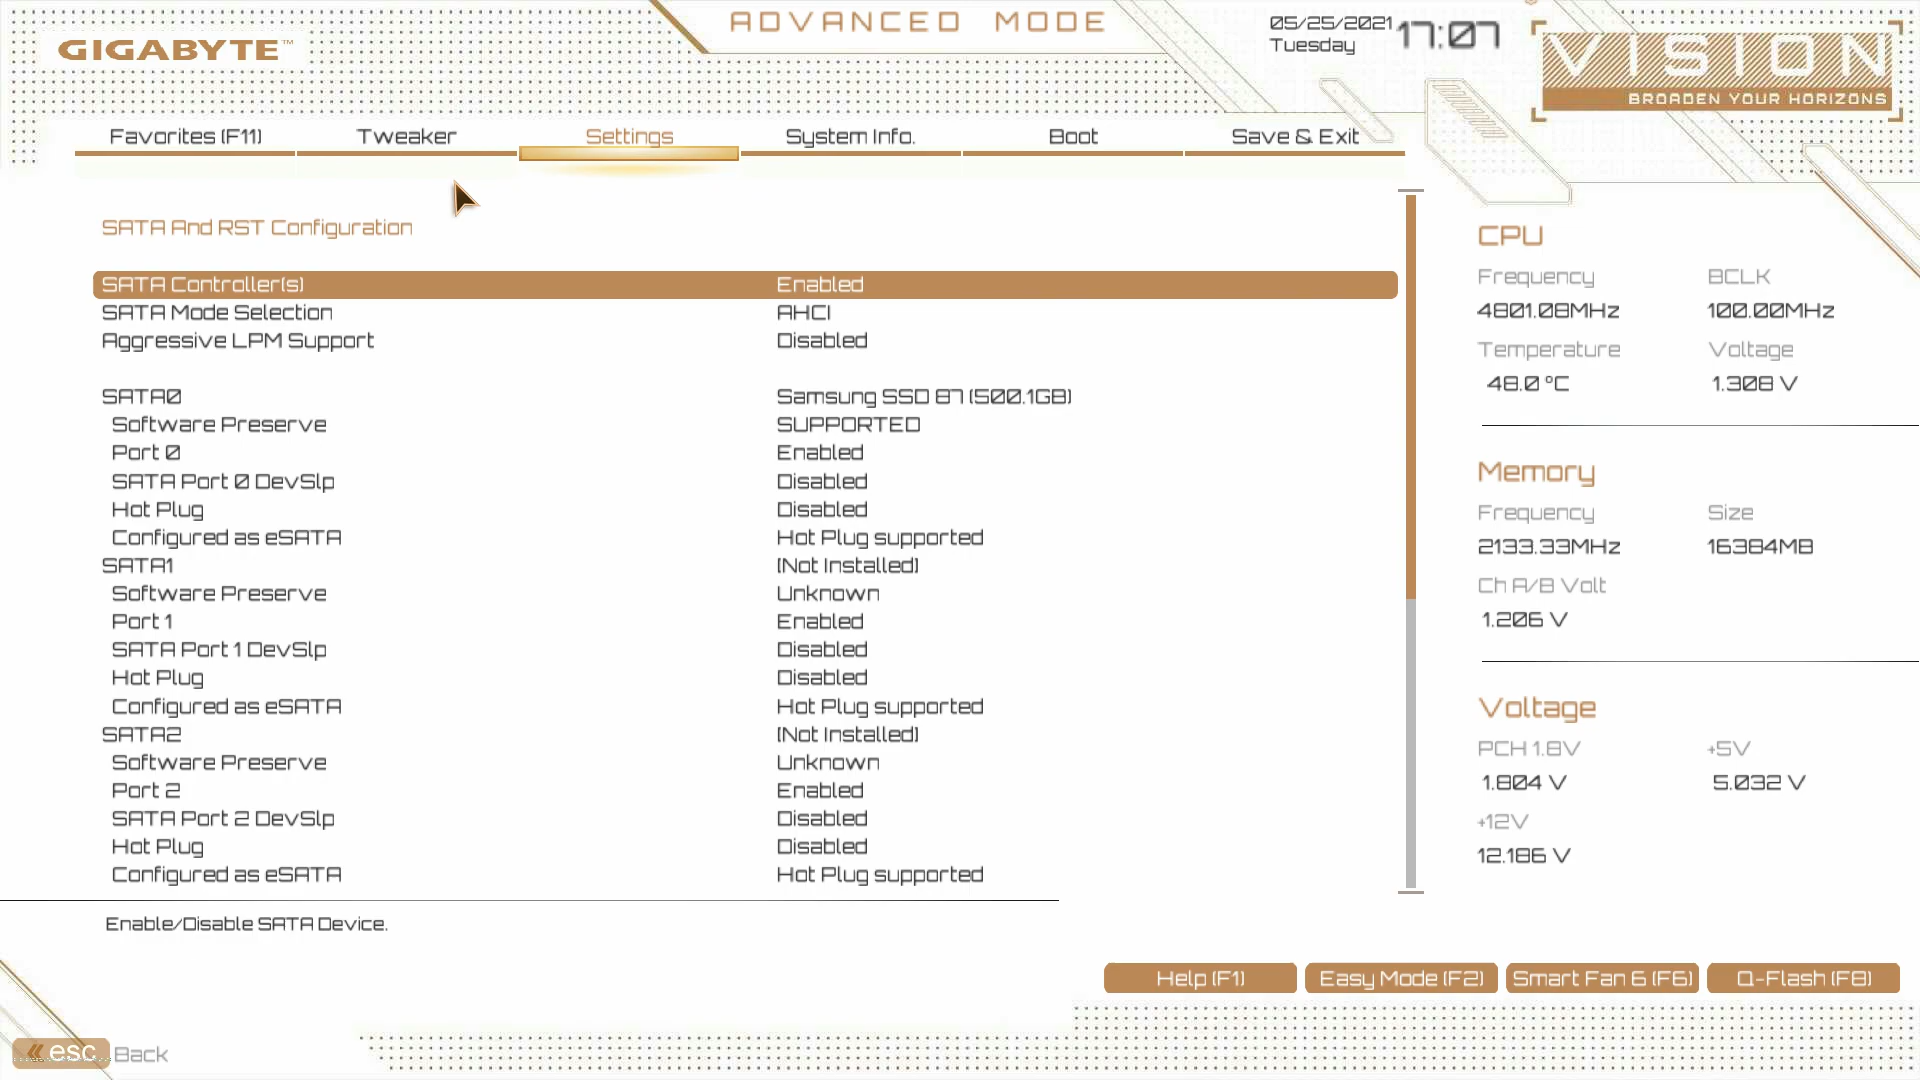 GIGABYTE™
ADVANCED MODE
05/25/2021
Tuesday
17:07
VISION
BROADEN YOUR HORIZONS
Favorites (F11) Tweaker Settings System Info. Boot Save & Exit
SATA And RST Configuration
SATA Controller(s) Enabled
SATA Mode Selection AHCI
Aggressive LPM Support Disabled
SATA0 Samsung SSD 87 (500.1GB)
Software Preserve SUPPORTED
Port 0 Enabled
SATA Port 0 DevSlp Disabled
Hot Plug Disabled
Configured as eSATA Hot Plug supported
SATA1 [Not Installed]
Software Preserve Unknown
Port 1 Enabled
SATA Port 1 DevSlp Disabled
Hot Plug Disabled
Configured as eSATA Hot Plug supported
SATA2 [Not Installed]
Software Preserve Unknown
Port 2 Enabled
SATA Port 2 DevSlp Disabled
Hot Plug Disabled
Configured as eSATA Hot Plug supported
CPU
Frequency BCLK
4801.08MHz 100.00MHz
Temperature Voltage
48.0 °C 1.308 V
Memory
Frequency Size
2133.33MHz 16384MB
Ch A/B Volt
1.206 V
Voltage
PCH 1.8V +5V
1.804 V 5.032 V
+12V
12.186 V
Enable/Disable SATA Device.
Help (F1) Easy Mode (F2) Smart Fan 6 (F6) Q-Flash (F8)
esc Back